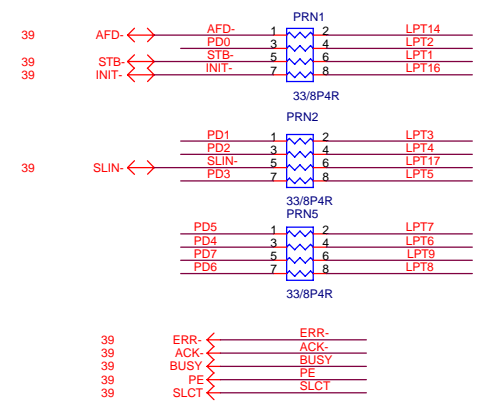 PRN1
39 AFD- AFD- 1 2 LPT14
PD0 3 4 LPT2
39 STB- STB- 5 6 LPT1
39 INIT- INIT- 7 8 LPT16
33/8P4R
PRN2
PD1 1 2 LPT3
PD2 3 4 LPT4
39 SLIN- SLIN- 5 6 LPT17
PD3 7 8 LPT5
33/8P4R
PRN5
PD5 1 2 LPT7
PD4 3 4 LPT6
PD7 5 6 LPT9
PD6 7 8 LPT8
33/8P4R
39 ERR- ERR-
39 ACK- ACK-
39 BUSY BUSY
39 PE PE
39 SLCT SLCT